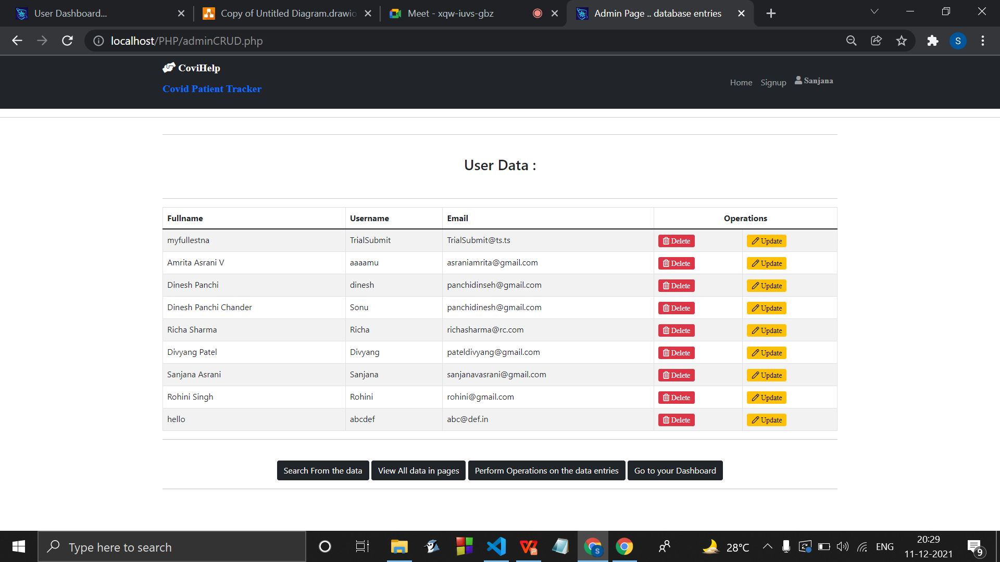 User Dashboard...
Copy of Untitled Diagram.drawio
Meet - xqw-iuvs-gbz
Admin Page .. database entries
localhost/PHP/adminCRUD.php
S
CoviHelp
Covid Patient Tracker
Home Signup Sanjana
User Data :
Fullname Username Email Operations
myfullestna TrialSubmit TrialSubmit@ts.ts Delete Update
Amrita Asrani V aaaamu asraniamrita@gmail.com Delete Update
Dinesh Panchi dinesh panchidinseh@gmail.com Delete Update
Dinesh Panchi Chander Sonu panchidinesh@gmail.com Delete Update
Richa Sharma Richa richasharma@rc.com Delete Update
Divyang Patel Divyang pateldivyang@gmail.com Delete Update
Sanjana Asrani Sanjana sanjanavasrani@gmail.com Delete Update
Rohini Singh Rohini rohini@gmail.com Delete Update
hello abcdef abc@def.in Delete Update
Search From the data View All data in pages Perform Operations on the data entries Go to your Dashboard
Type here to search
S
28°C
ENG
20:29
11-12-2021
9